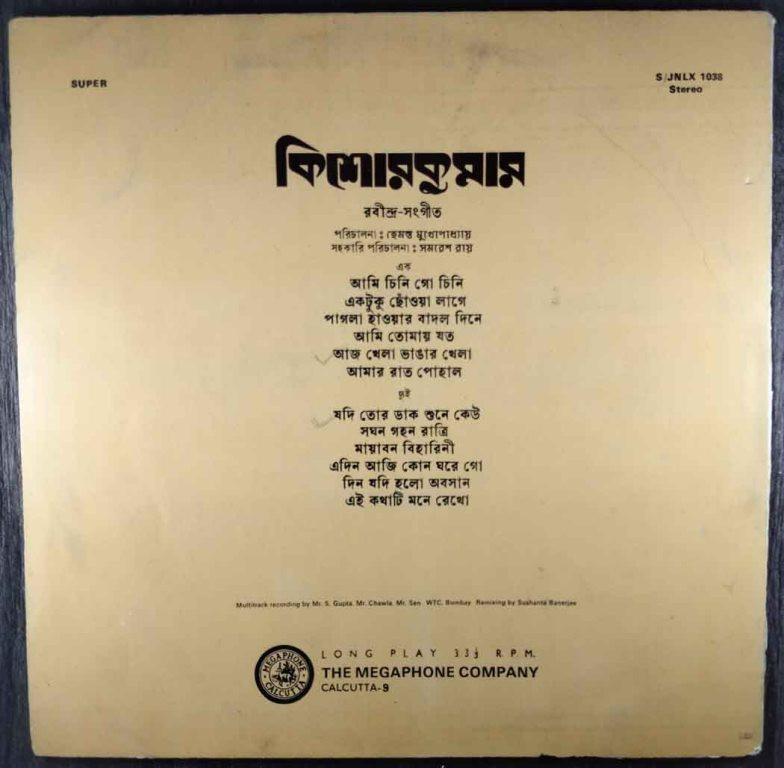 SUPER
S/JNLX 1038
Stereo
কিশোরকুমার
রবীন্দ্র-সংগীত
পরিচালনা : হেমন্ত মুখোপাধ্যায়
সহকারি পরিচালনা : সমরেশ রায়
এক
আমি চিনি গো চিনি
একটুকু ছোঁওয়া লাগে
পাগলা হাওয়ার বাদল দিনে
আমি তোমায় যত
আজ খেলা ভাঙার খেলা
আমার রাত পোহাল
দুই
যদি তোর ডাক শুনে কেউ
সঘন গহন রাত্রি
মায়াবন বিহারিনী
এদিন আজি কোন ঘরে গো
দিন যদি হলো অবসান
এই কথাটি মনে রেখো
Multitrack recording by Mr. S. Gupta, Mr. Chawla, Mr. Sen WTC, Bombay Remixing by Sushanta Banerjee
LONG PLAY 33⅓ R.P.M.
MEGAPHONE CALCUTTA
THE MEGAPHONE COMPANY
CALCUTTA-9